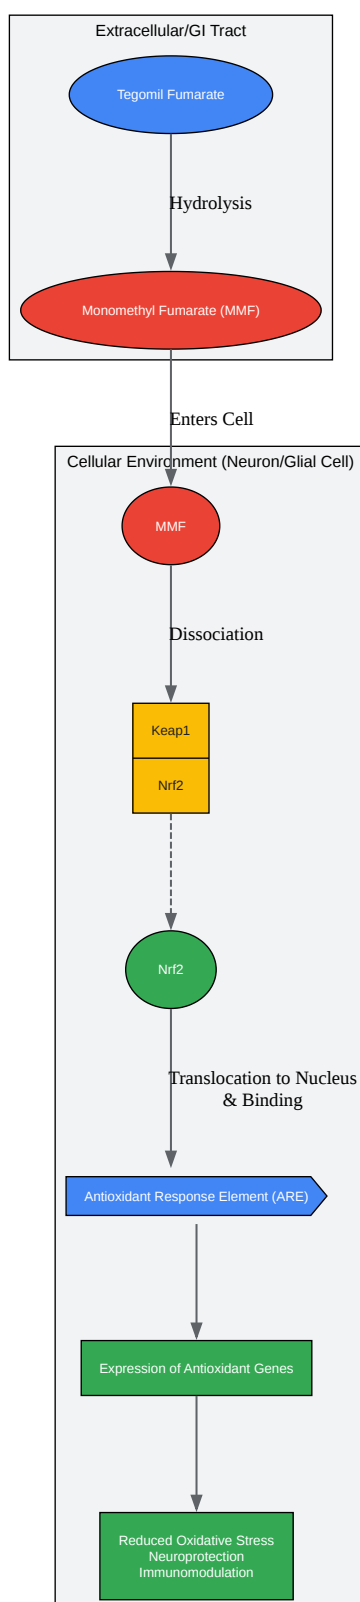 Extracellular/GI Tract
Tegomil Fumarate
Hydrolysis
Monomethyl Fumarate (MMF)
Enters Cell
Cellular Environment (Neuron/Glial Cell)
MMF
Dissociation
Keap1
Nrf2
Nrf2
Translocation to Nucleus
& Binding
Antioxidant Response Element (ARE)
Expression of Antioxidant Genes
Reduced Oxidative Stress
Neuroprotection
Immunomodulation